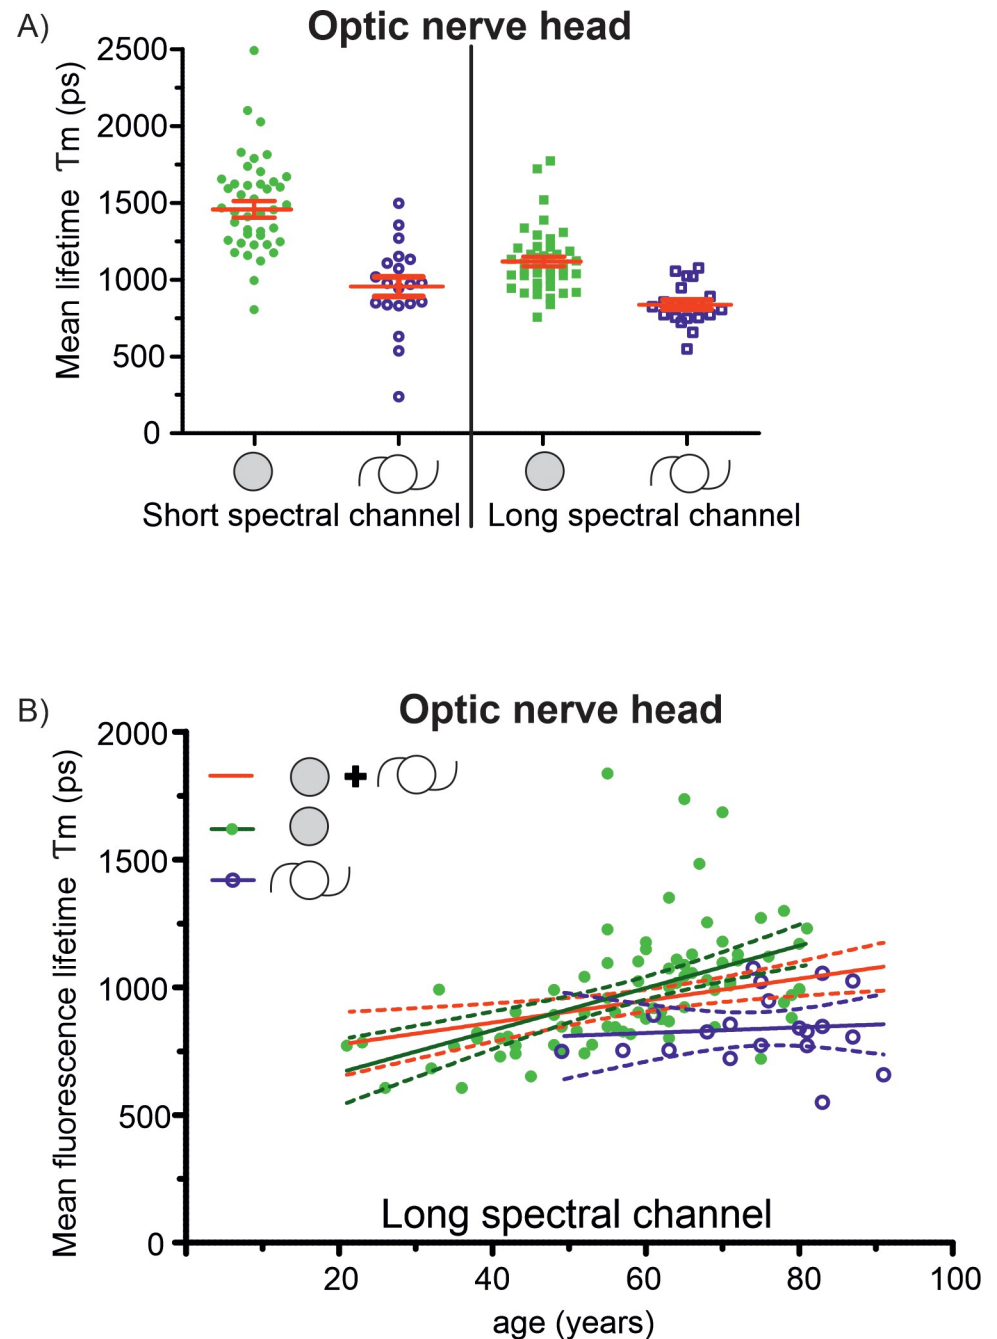 A)
Optic nerve head
Mean lifetime Tm (ps)
2500
2000
1500
1000
500
0
Short spectral channel
Long spectral channel
B)
Optic nerve head
Mean fluorescence lifetime Tm (ps)
2000
1500
1000
500
0
Long spectral channel
20 40 60 80 100
age (years)